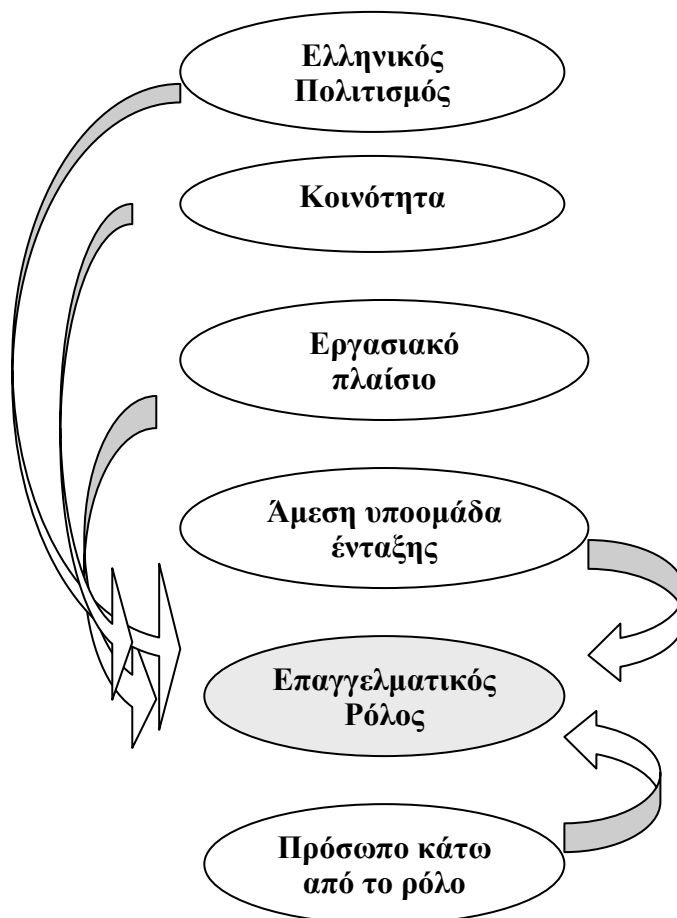 Ελληνικός
Πολιτισμός
Κοινότητα
Εργασιακό
πλαίσιο
Άμεση υποομάδα
ένταξης
Επαγγελματικός
Ρόλος
Πρόσωπο κάτω
από το ρόλο